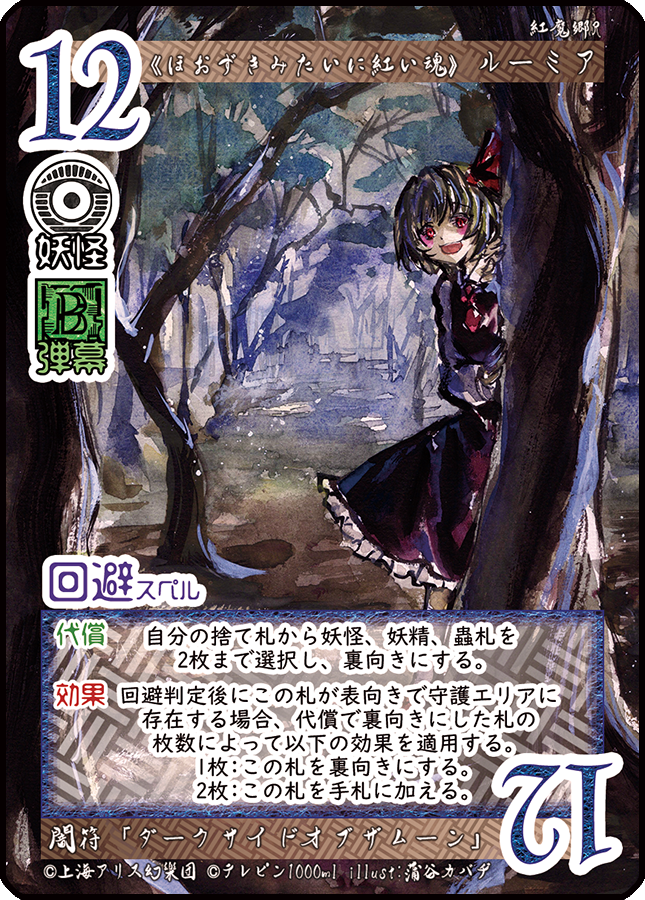 紅魔郷
12
《ほおずきみたいに紅い魂》 ルーミア
妖怪
B
弾幕
回避スペル
代償 自分の捨て札から妖怪、妖精、蟲札を
2枚まで選択し、裏向きにする。
効果 回避判定後にこの札が表向きで守護エリアに
存在する場合、代償で裏向きにした札の
枚数によって以下の効果を適用する。
1枚:この札を裏向きにする。
2枚:この札を手札に加える。
12
闇符「ダークサイドオブザムーン」
©上海アリス幻樂団 ©テレピン1000ml illust:蒲谷カバヂ